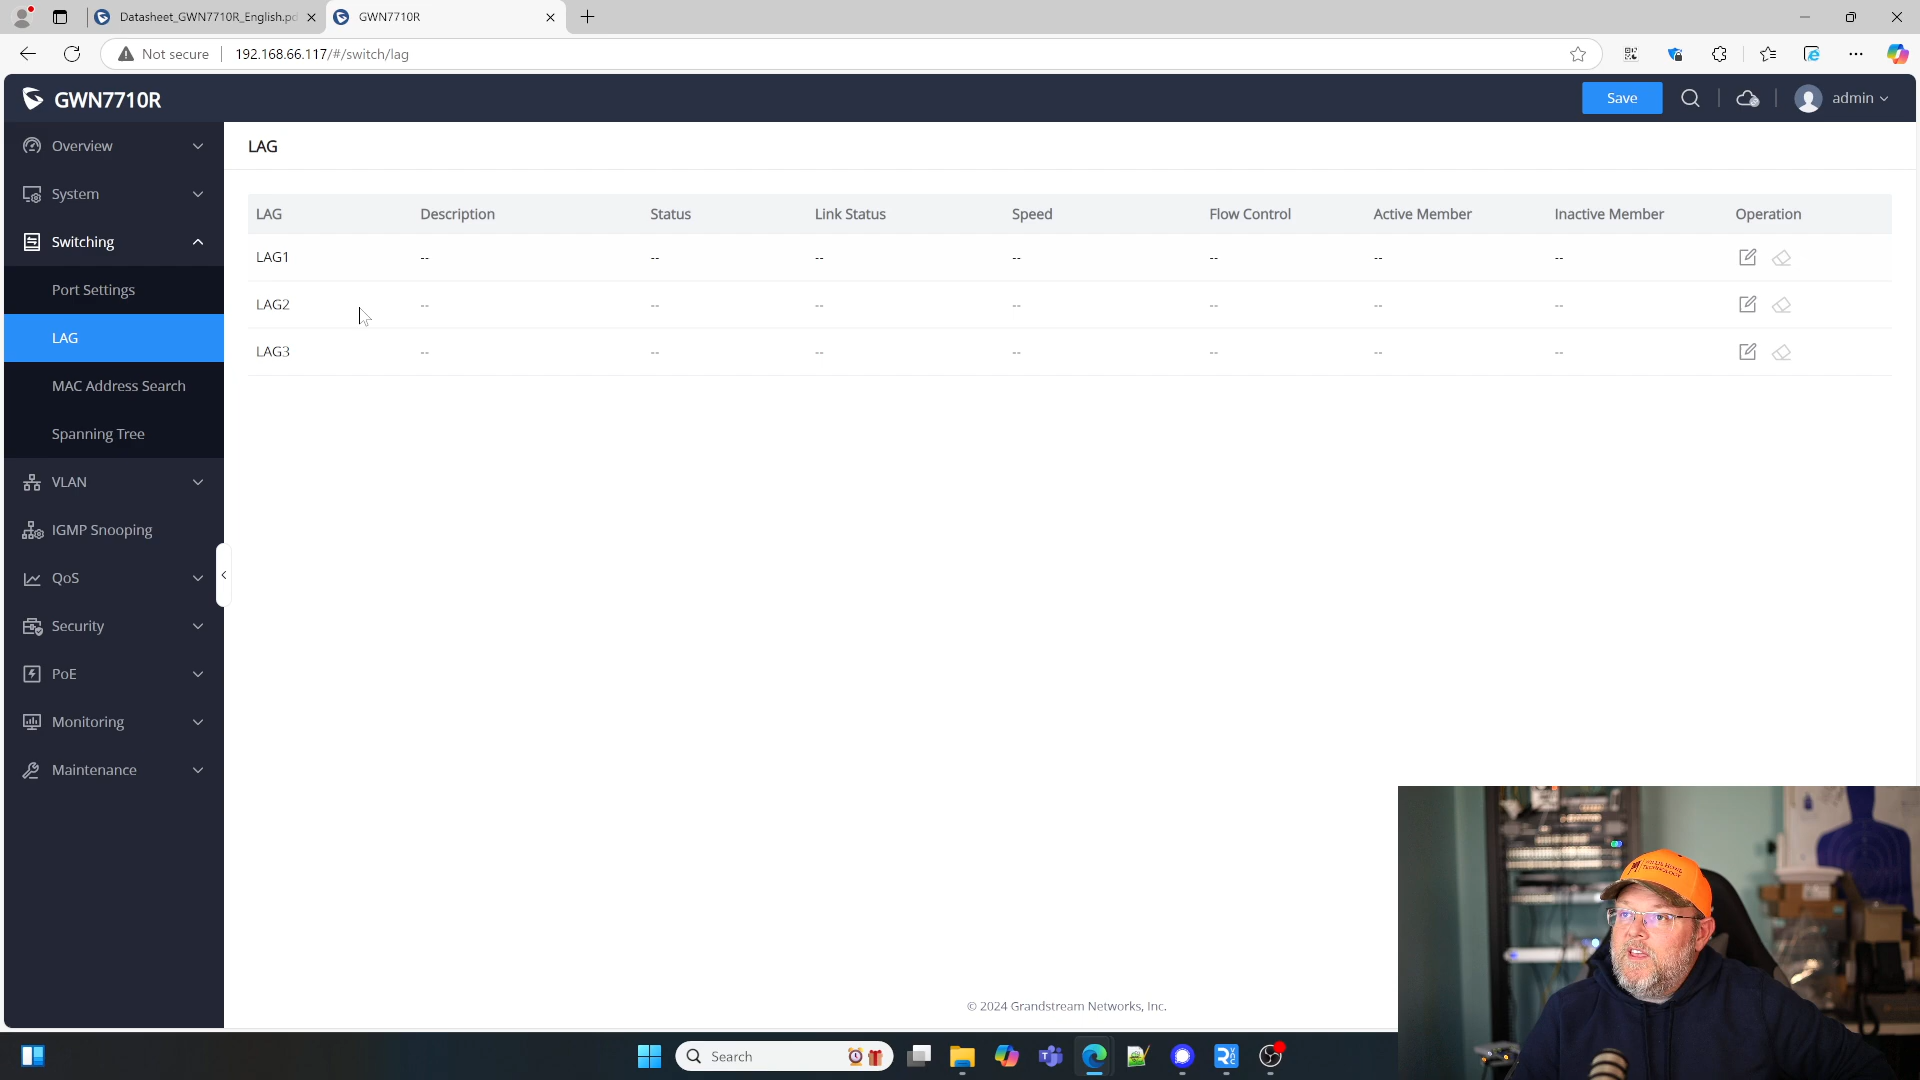 Datasheet_GWN7710R_English.pd
GWN7710R
Not secure
192.168.66.117/#/switch/lag
GWN7710R
Save
admin
Overview
System
Switching
Port Settings
LAG
MAC Address Search
Spanning Tree
VLAN
IGMP Snooping
QoS
Security
PoE
Monitoring
Maintenance
LAG
LAG Description Status Link Status Speed Flow Control Active Member Inactive Member Operation
LAG1 -- -- -- -- -- -- --
LAG2 -- -- -- -- -- -- --
LAG3 -- -- -- -- -- -- --
© 2024 Grandstream Networks, Inc.
Search